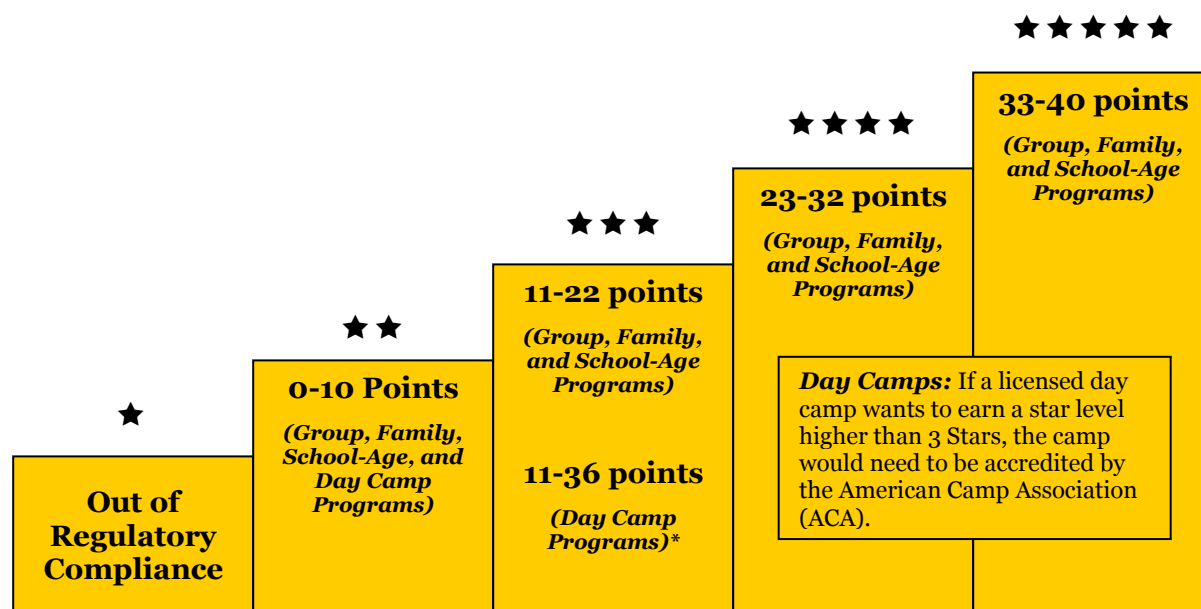 Out of
Regulatory
Compliance
0-10 Points
(Group, Family,
School-Age, and
Day Camp
Programs)
11-22 points
(Group, Family,
and School-Age
Programs)
11-36 points
(Day Camp
Programs)*
23-32 points
(Group, Family,
and School-Age
Programs)
33-40 points
(Group, Family,
and School-Age
Programs)
Day Camps: If a licensed day
camp wants to earn a star level
higher than 3 Stars, the camp
would need to be accredited by
the American Camp Association
(ACA).